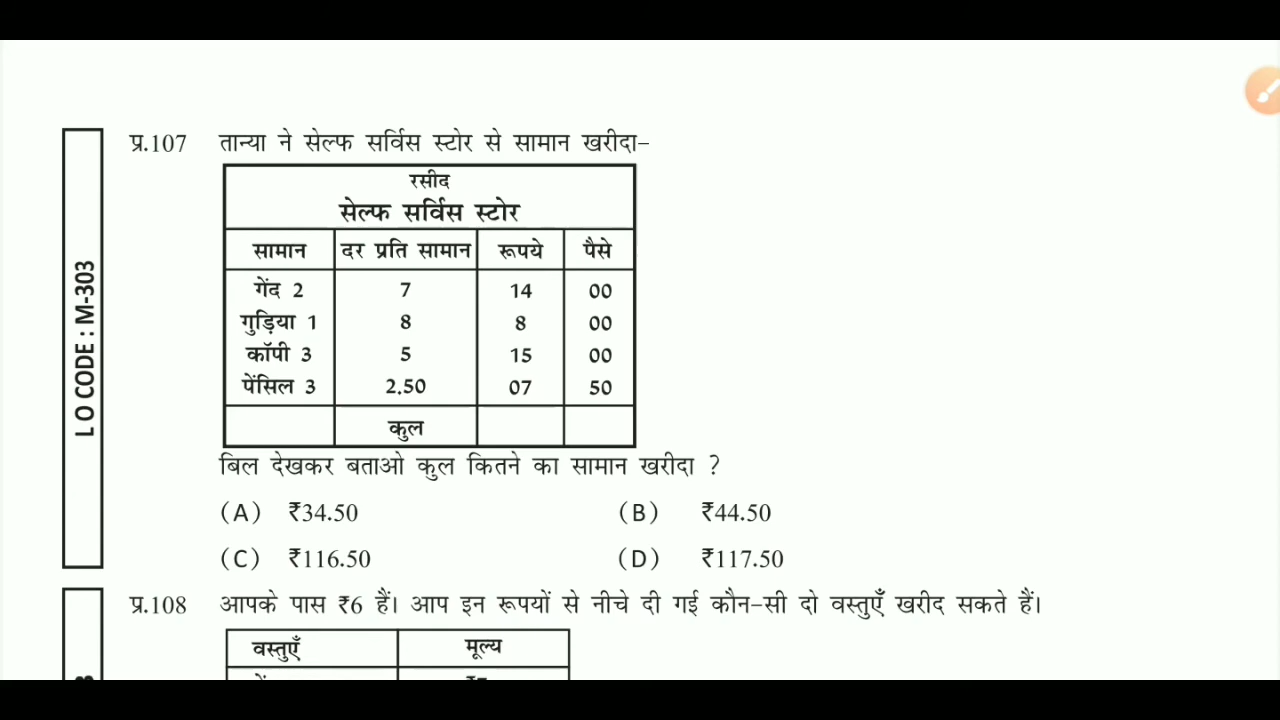 L O CODE : M-303
प्र.107 तान्या ने सेल्फ सर्विस स्टोर से सामान खरीदा–
रसीद
सेल्फ सर्विस स्टोर
सामान दर प्रति सामान रूपये पैसे
गेंद 2 7 14 00
गुड़िया 1 8 8 00
कॉपी 3 5 15 00
पेंसिल 3 2.50 07 50
कुल
बिल देखकर बताओ कुल कितने का सामान खरीदा ?
(A) ₹34.50 (B) ₹44.50
(C) ₹116.50 (D) ₹117.50
प्र.108 आपके पास ₹6 हैं। आप इन रूपयों से नीचे दी गई कौन-सी दो वस्तुएँ खरीद सकते हैं।
वस्तुएँ मूल्य